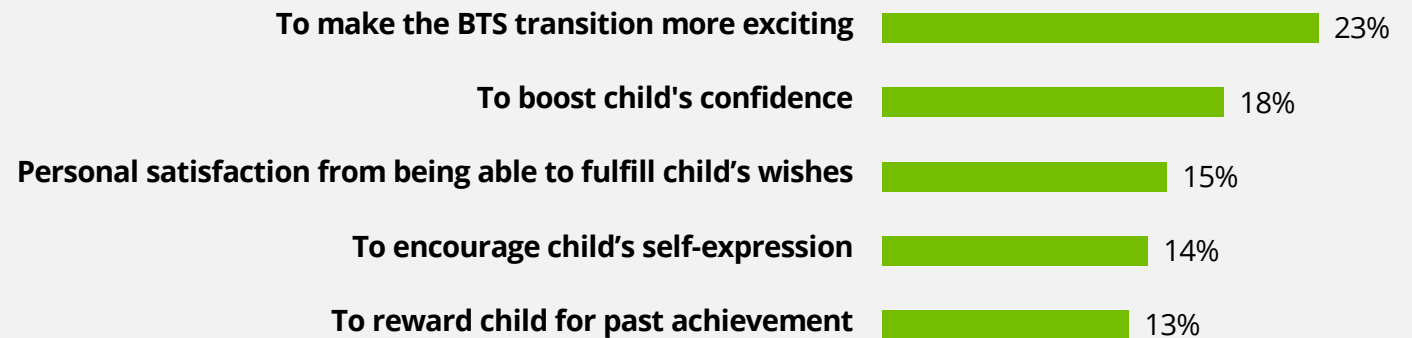 To make the BTS transition more exciting 23%
To boost child's confidence 18%
Personal satisfaction from being able to fulfill child’s wishes 15%
To encourage child’s self-expression 14%
To reward child for past achievement 13%